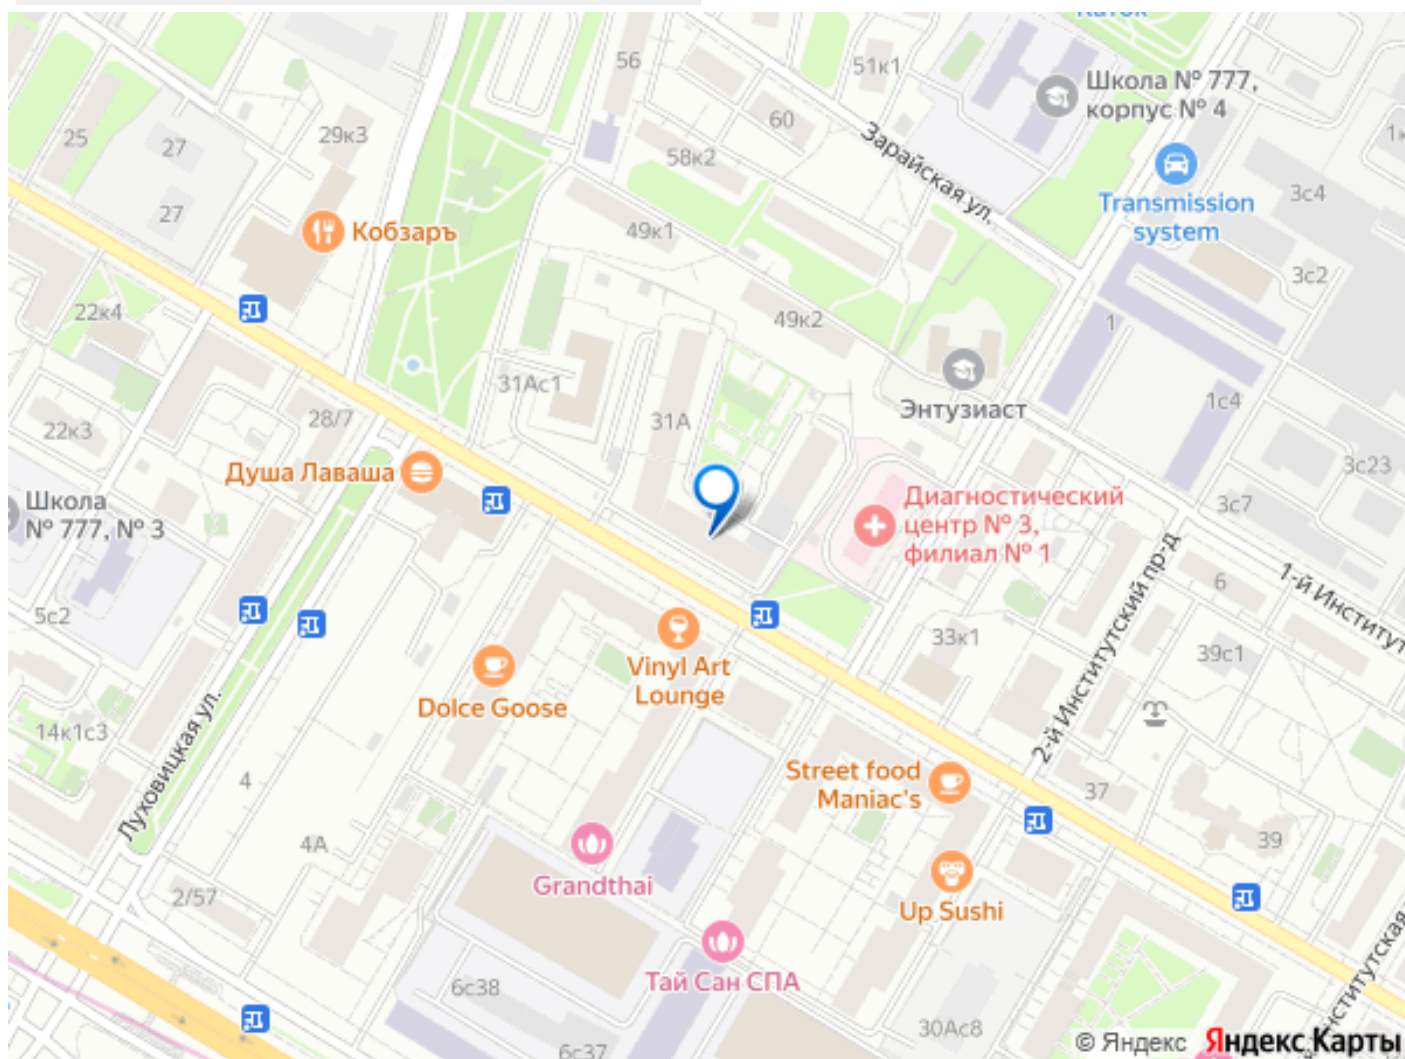 56
51к1
Школа № 777,
корпус № 4
25
27
29к3
60
58к2
Зарайская ул.
Transmission
system
3с4
27
Кобзаръ
49к1
3с2
22к4
49к2
1
31Ас1
31А
Энтузиаст
1с4
28/7
22к3
Душа Лаваша
3с23
Школа
№ 777, № 3
Диагностический
центр № 3,
филиал № 1
3с7
2-й Институтский пр-д
6
5с2
33к1
39с1
Vinyl Art
Lounge
Dolce Goose
14к1с3
Луховицкая ул.
4
Street food
Maniac's
37
4А
39
Grandthai
2/57
Up Sushi
Тай Сан СПА
6с38
30Ас8
6с37
© Яндекс Яндекс Карты